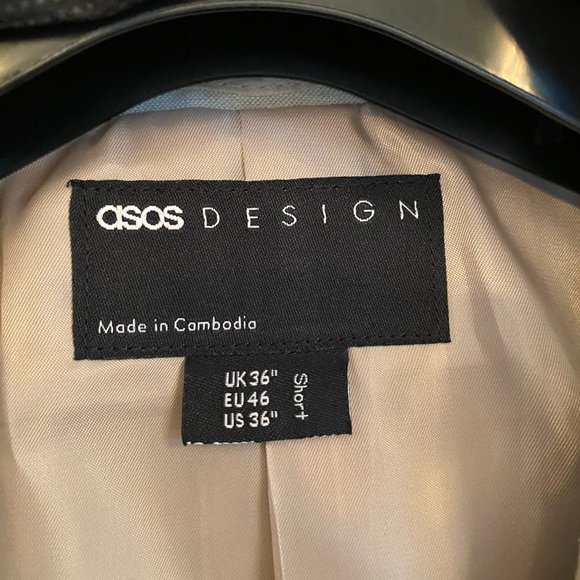 asos DESIGN
Made in Cambodia
UK 36"
EU 46
US 36"
Short